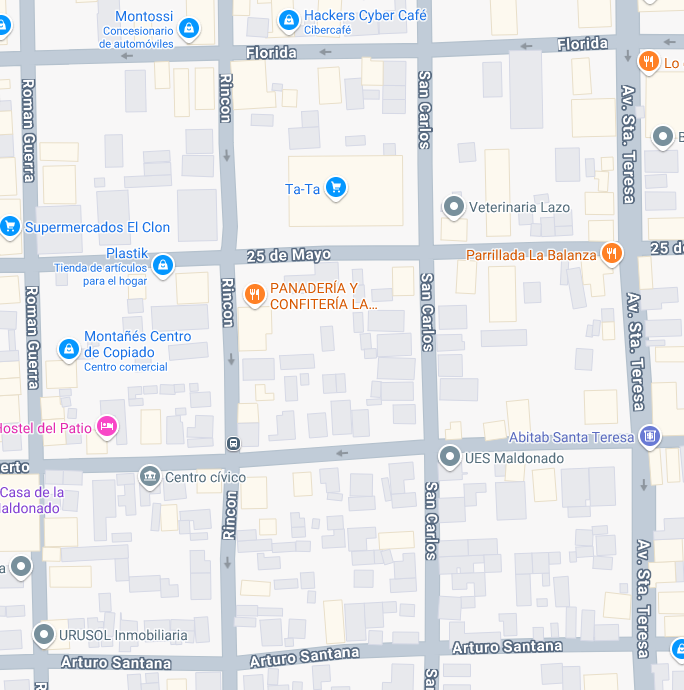 Montossi
Concesionario
de automóviles
Hackers Cyber Café
Cibercafé
Florida
Florida
Lo
Roman Guerra
Rincon
San Carlos
Av. Sta. Teresa
B
Ta-Ta
Supermercados El Clon
Veterinaria Lazo
Plastik
Tienda de artículos
para el hogar
25 de Mayo
Parrillada La Balanza
25 de
PANADERÍA Y
CONFITERÍA LA...
Roman Guerra
Rincon
San Carlos
Av. Sta. Teresa
Montañés Centro
de Copiado
Centro comercial
Hostel del Patio
Abitab Santa Teresa
erto
Centro cívico
UES Maldonado
Casa de la
aldonado
Rincon
San Carlos
Av. Sta. Teresa
a
URUSOL Inmobiliaria
Arturo Santana
Arturo Santana
Arturo Santana
R
Sa